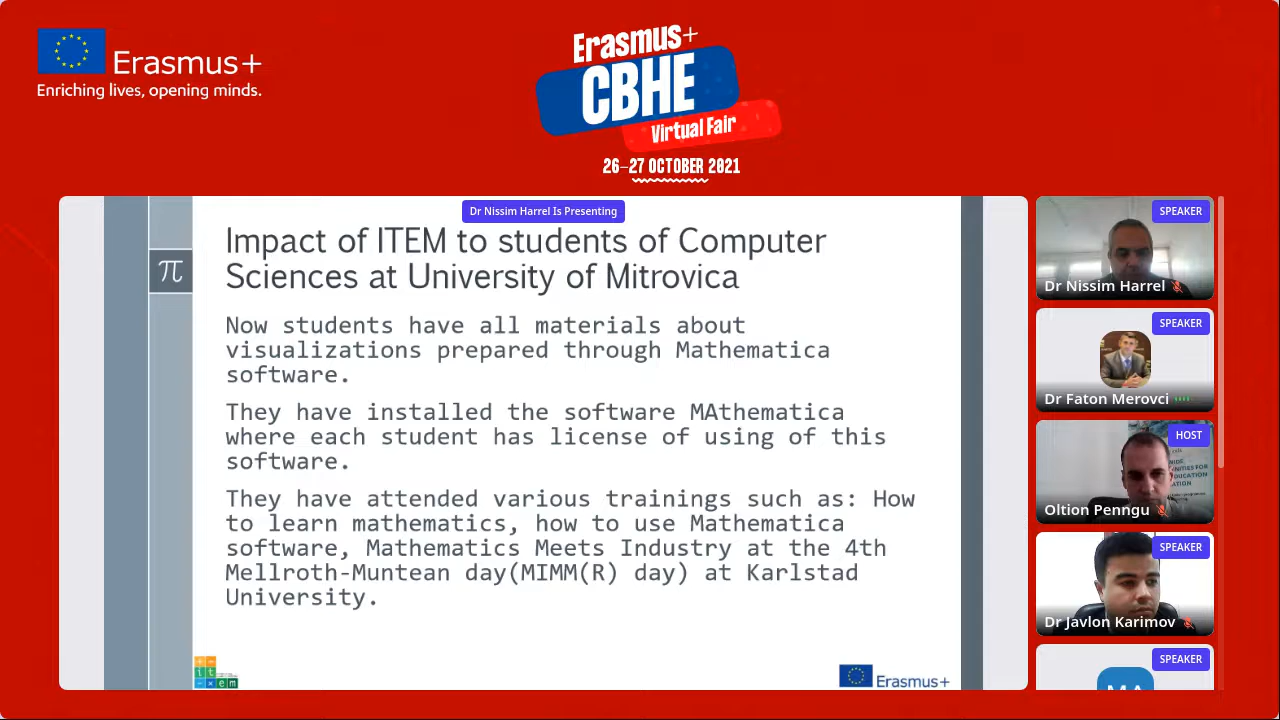 Erasmus+
Enriching lives, opening minds.
Erasmus+
CBHE
Virtual Fair
26–27 OCTOBER 2021
Dr Nissim Harrel Is Presenting
Impact of ITEM to students of Computer
Sciences at University of Mitrovica
π
Now students have all materials about
visualizations prepared through Mathematica
software.
They have installed the software MAthematica
where each student has license of using of this
software.
They have attended various trainings such as: How
to learn mathematics, how to use Mathematica
software, Mathematics Meets Industry at the 4th
Mellroth-Muntean day(MIMM(R) day) at Karlstad
University.
it
em
Erasmus+
SPEAKER
Dr Nissim Harrel
SPEAKER
Dr Faton Merovci
HOST
Oltion Penngu
SPEAKER
Dr Javlon Karimov
SPEAKER
MA